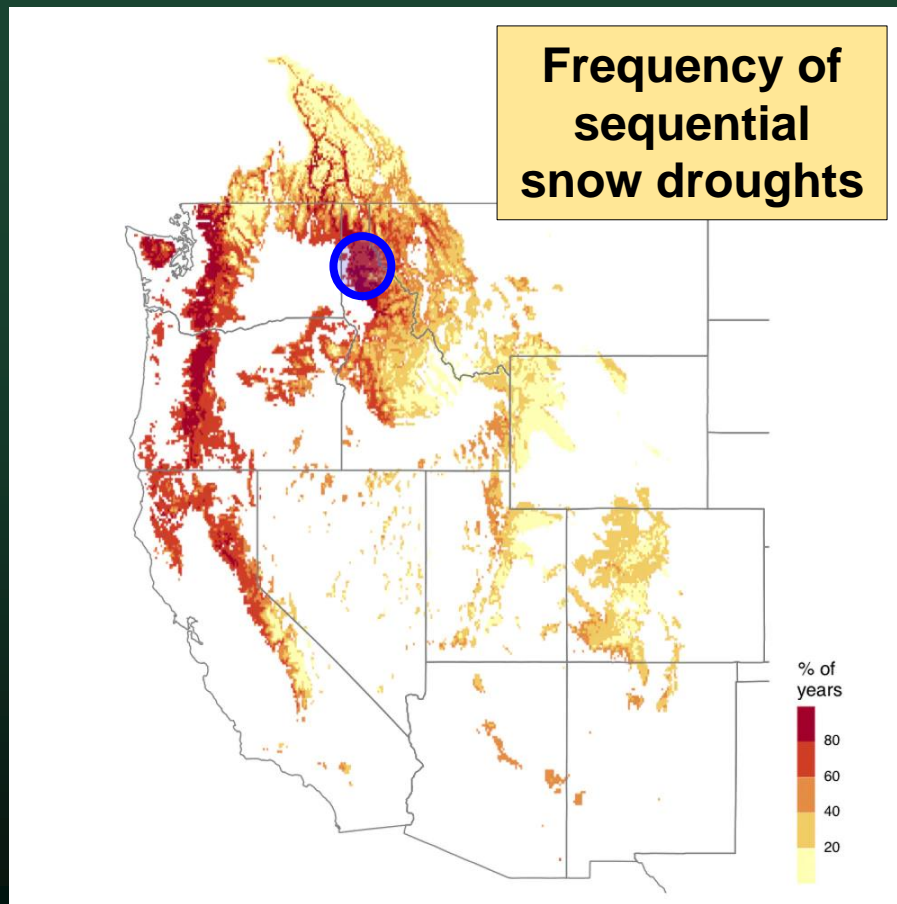 Frequency of
sequential
snow droughts
% of
years
80
60
40
20